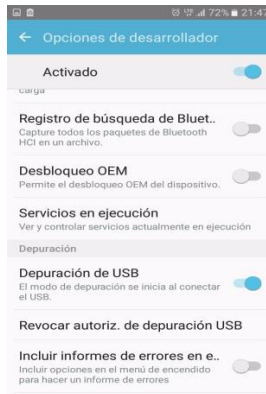 72% 21:47
Opciones de desarrollador
Activado
carga
Registro de búsqueda de Bluet..
Capture todos los paquetes de Bluetooth
HCI en un archivo.
Desbloqueo OEM
Permite el desbloqueo OEM del dispositivo.
Servicios en ejecución
Ver y controlar servicios actualmente en ejecución
Depuración
Depuración de USB
El modo de depuración se inicia al conectar
el USB.
Revocar autoriz. de depuración USB
Incluir informes de errores en e..
Incluir opciones en el menú de encendido
para hacer un informe de errores